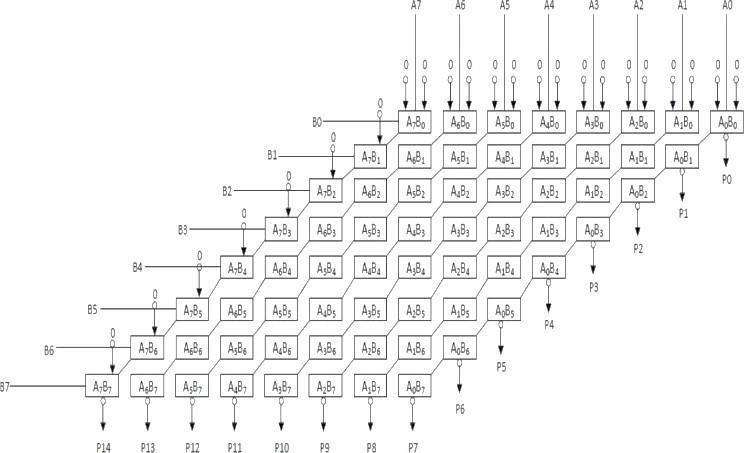 A7 A6 A5 A4 A3 A2 A1 A0
0 0 0 0 0 0 0 0 0 0 0 0 0 0 0 0
0
B0 A₇B₀ A₆B₀ A₅B₀ A₄B₀ A₃B₀ A₂B₀ A₁B₀ A₀B₀
0
B1 A₇B₁ A₆B₁ A₅B₁ A₄B₁ A₃B₁ A₂B₁ A₁B₁ A₀B₁
P0
0
B2 A₇B₂ A₆B₂ A₅B₂ A₄B₂ A₃B₂ A₂B₂ A₁B₂ A₀B₂
P1
0
B3 A₇B₃ A₆B₃ A₅B₃ A₄B₃ A₃B₃ A₂B₃ A₁B₃ A₀B₃
P2
0
B4 A₇B₄ A₆B₄ A₅B₄ A₄B₄ A₃B₄ A₂B₄ A₁B₄ A₀B₄
P3
0
B5 A₇B₅ A₆B₅ A₅B₅ A₄B₅ A₃B₅ A₂B₅ A₁B₅ A₀B₅
P4
0
B6 A₇B₆ A₆B₆ A₅B₆ A₄B₆ A₃B₆ A₂B₆ A₁B₆ A₀B₆
P5
B7 A₇B₇ A₆B₇ A₅B₇ A₄B₇ A₃B₇ A₂B₇ A₁B₇ A₀B₇
P6
P14 P13 P12 P11 P10 P9 P8 P7